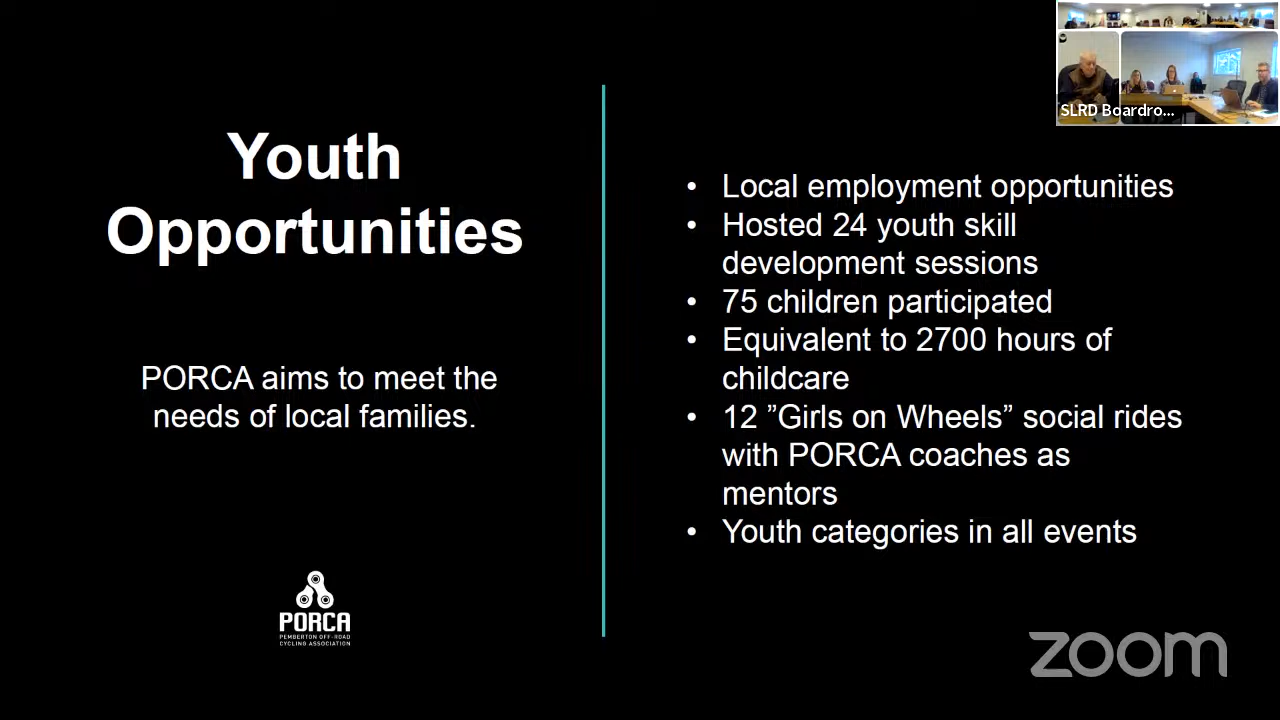 Youth
Opportunities
PORCA aims to meet the
needs of local families.
PORCA
PEMBERTON OFF-ROAD
CYCLING ASSOCIATION
• Local employment opportunities
• Hosted 24 youth skill
development sessions
• 75 children participated
• Equivalent to 2700 hours of
childcare
• 12 ”Girls on Wheels” social rides
with PORCA coaches as
mentors
• Youth categories in all events
SLRD Boardro...
zoom